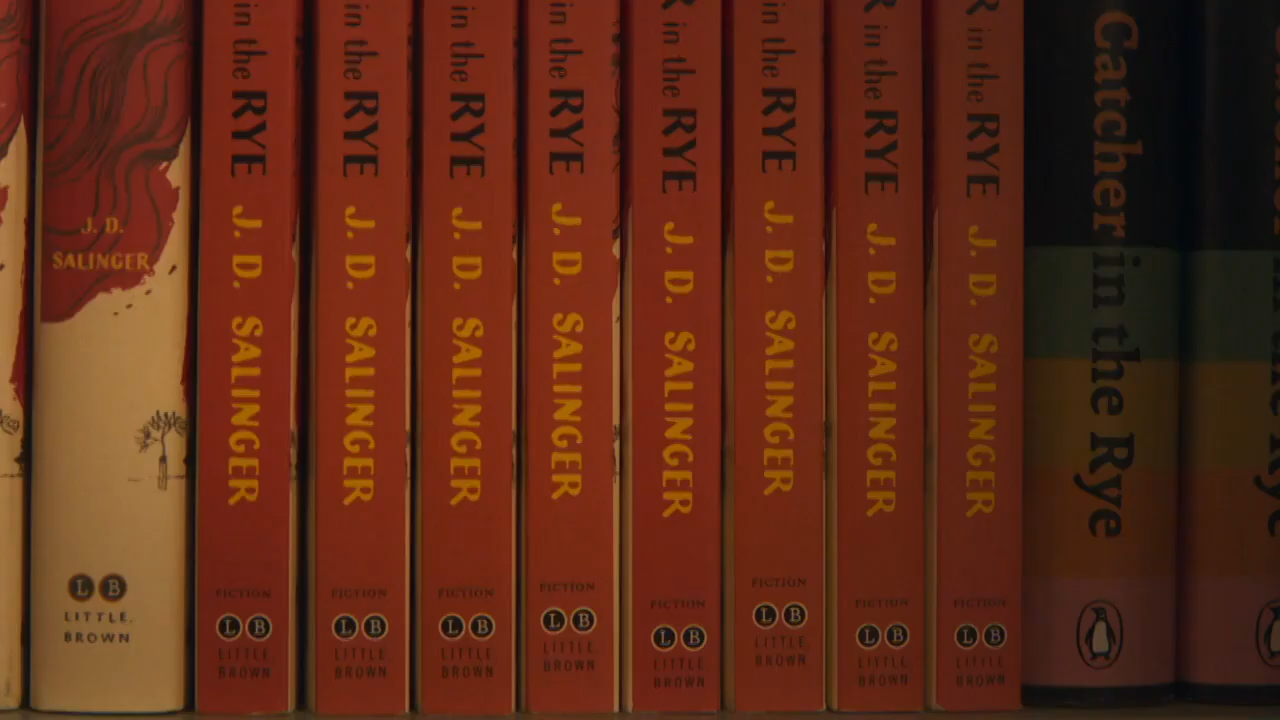 J. D.
SALINGER
L B
LITTLE,
BROWN
in the RYE J. D. SALINGER
FICTION
L B
LITTLE,
BROWN
in the RYE J. D. SALINGER
FICTION
L B
LITTLE,
BROWN
in the RYE J. D. SALINGER
FICTION
L B
LITTLE,
BROWN
in the RYE J. D. SALINGER
FICTION
L B
LITTLE,
BROWN
R in the RYE J. D. SALINGER
FICTION
L B
LITTLE,
BROWN
in the RYE J. D. SALINGER
FICTION
L B
LITTLE,
BROWN
R in the RYE J. D. SALINGER
FICTION
L B
LITTLE,
BROWN
R in the RYE J. D. SALINGER
FICTION
L B
LITTLE,
BROWN
Catcher in the Rye